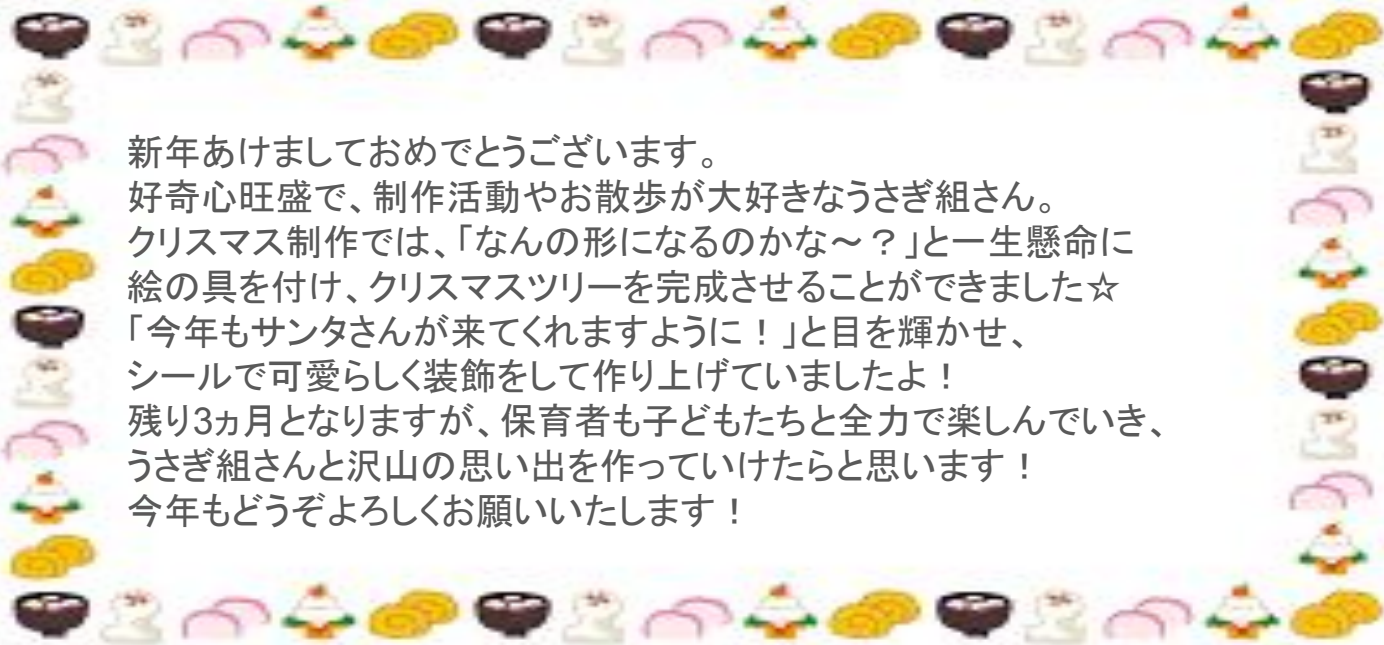 新年あけましておめでとうございます。
好奇心旺盛で、制作活動やお散歩が大好きなうさぎ組さん。
クリスマス制作では、「なんの形になるのかな～？」と一生懸命に
絵の具を付け、クリスマスツリーを完成させることができました☆
「今年もサンタさんが来てくれますように！」と目を輝かせ、
シールで可愛らしく装飾をして作り上げていましたよ！
残り3ヵ月となりますが、保育者も子どもたちと全力で楽しんでいき、
うさぎ組さんと沢山の思い出を作っていけたらと思います！
今年もどうぞよろしくお願いいたします！